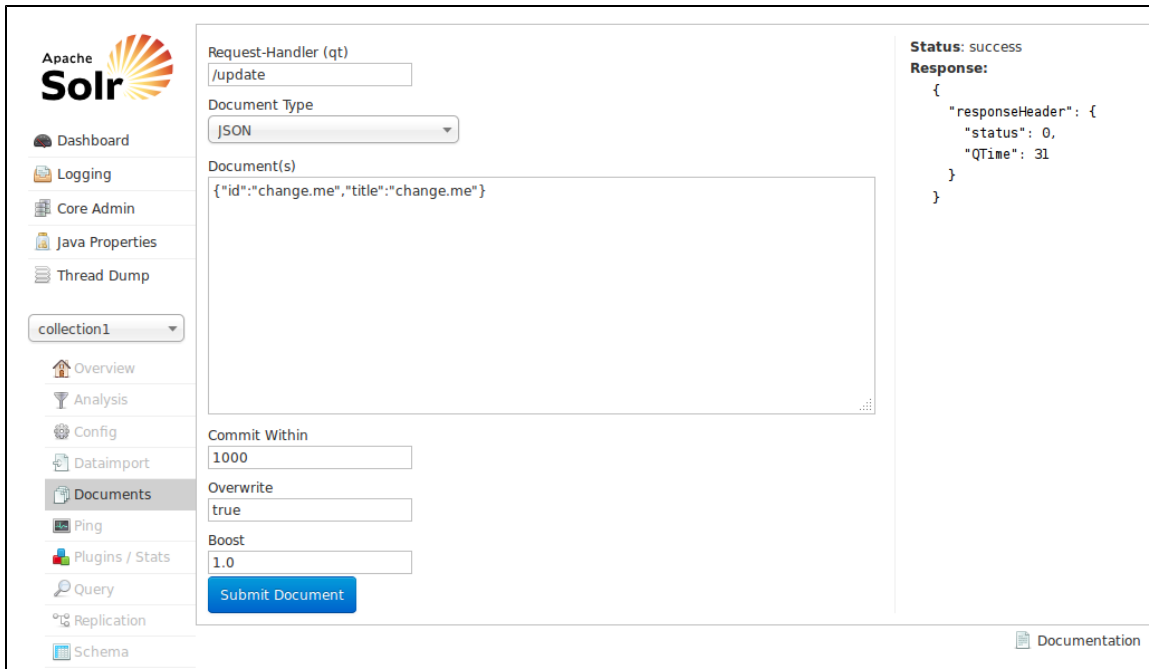 Apache
Solr
Dashboard
Logging
Core Admin
Java Properties
Thread Dump
collection1
Overview
Analysis
Config
Dataimport
Documents
Ping
Plugins / Stats
Query
Replication
Schema
Request-Handler (qt)
/update
Document Type
JSON
Document(s)
{"id":"change.me","title":"change.me"}
Commit Within
1000
Overwrite
true
Boost
1.0
Submit Document
Status: success
Response:
{
"responseHeader": {
"status": 0,
"QTime": 31
}
}
Documentation